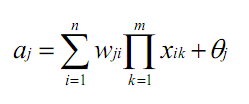 a_j = \sum_{i=1}^{n} w_{ji} \prod_{k=1}^{m} x_{ik} + \theta_j